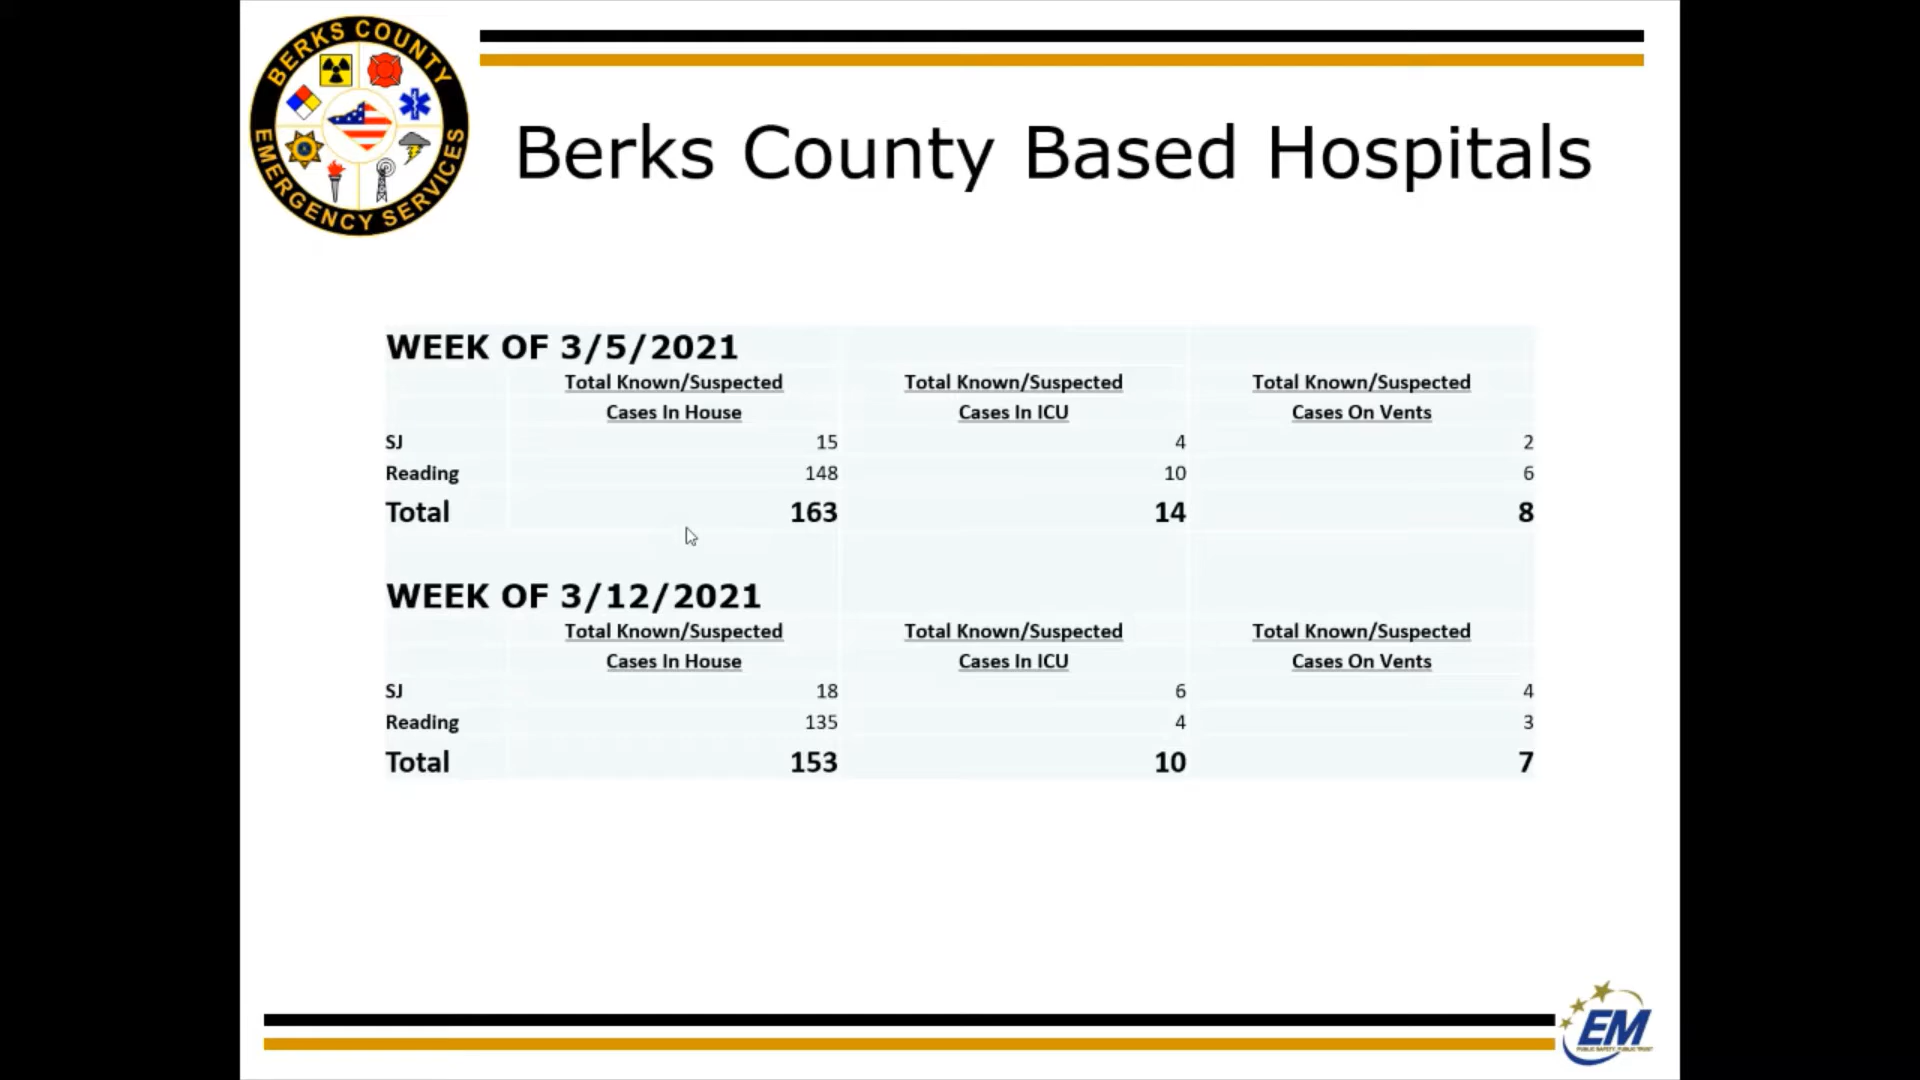 BERKS COUNTY
EMERGENCY SERVICES
Berks County Based Hospitals
WEEK OF 3/5/2021
Total Known/Suspected Total Known/Suspected Total Known/Suspected
Cases In House Cases In ICU Cases On Vents
SJ 15 4 2
Reading 148 10 6
Total 163 14 8
WEEK OF 3/12/2021
Total Known/Suspected Total Known/Suspected Total Known/Suspected
Cases In House Cases In ICU Cases On Vents
SJ 18 6 4
Reading 135 4 3
Total 153 10 7
EM
PUBLIC SAFETY, PUBLIC TRUST